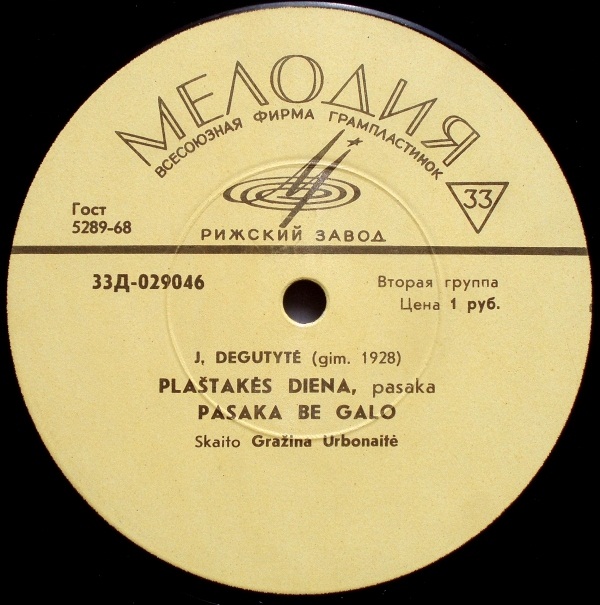 МЕЛОДИЯ
ВСЕСОЮЗНАЯ ФИРМА ГРАМПЛАСТИНОК
33
Гост
5289-68
РИЖСКИЙ ЗАВОД
33Д-029046
Вторая группа
Цена 1 руб.
J, DEGUTYTĖ (gim. 1928)
PLAŠTAKĖS DIENA, pasaka
PASAKA BE GALO
Skaito Gražina Urbonaitė